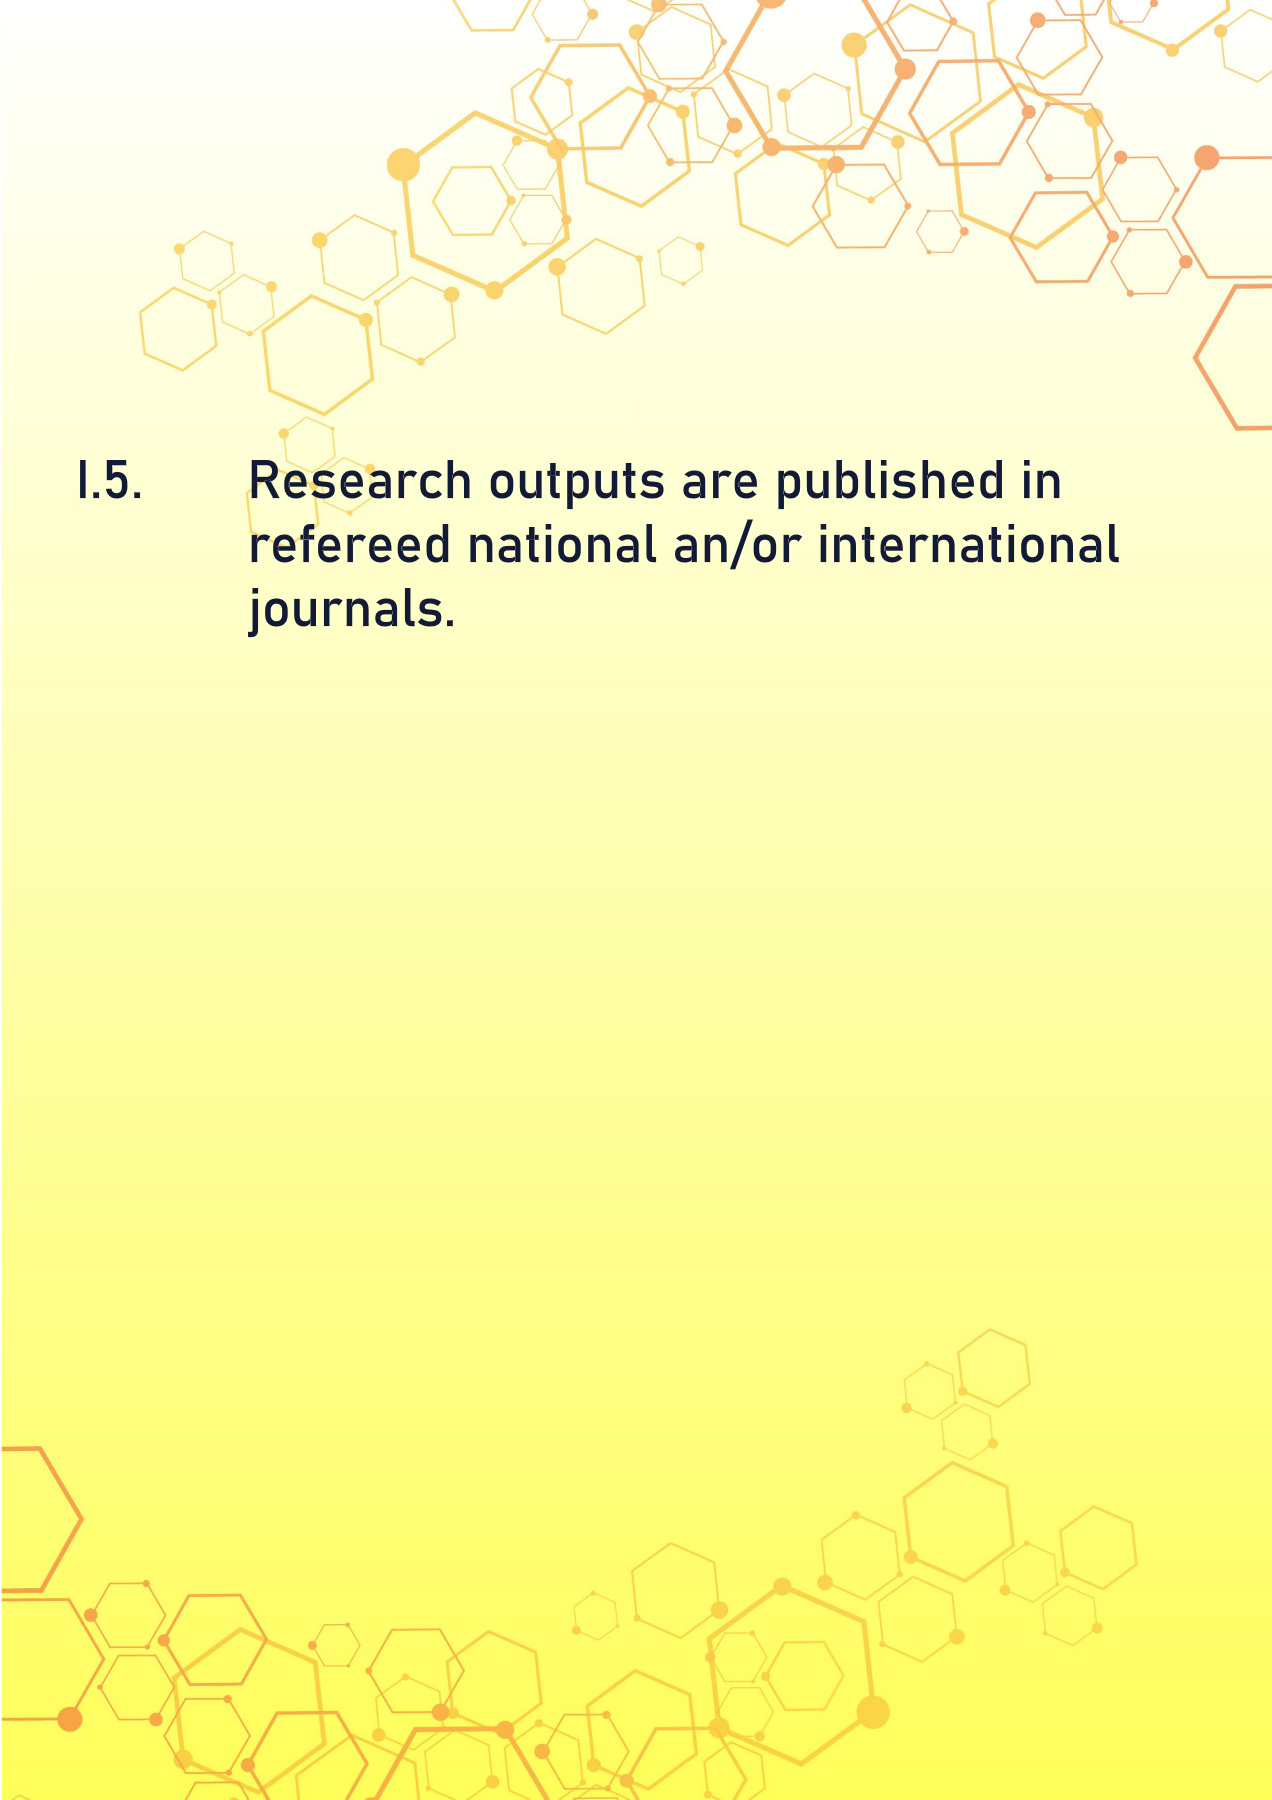 I.5. Research outputs are published in
refereed national an/or international
journals.